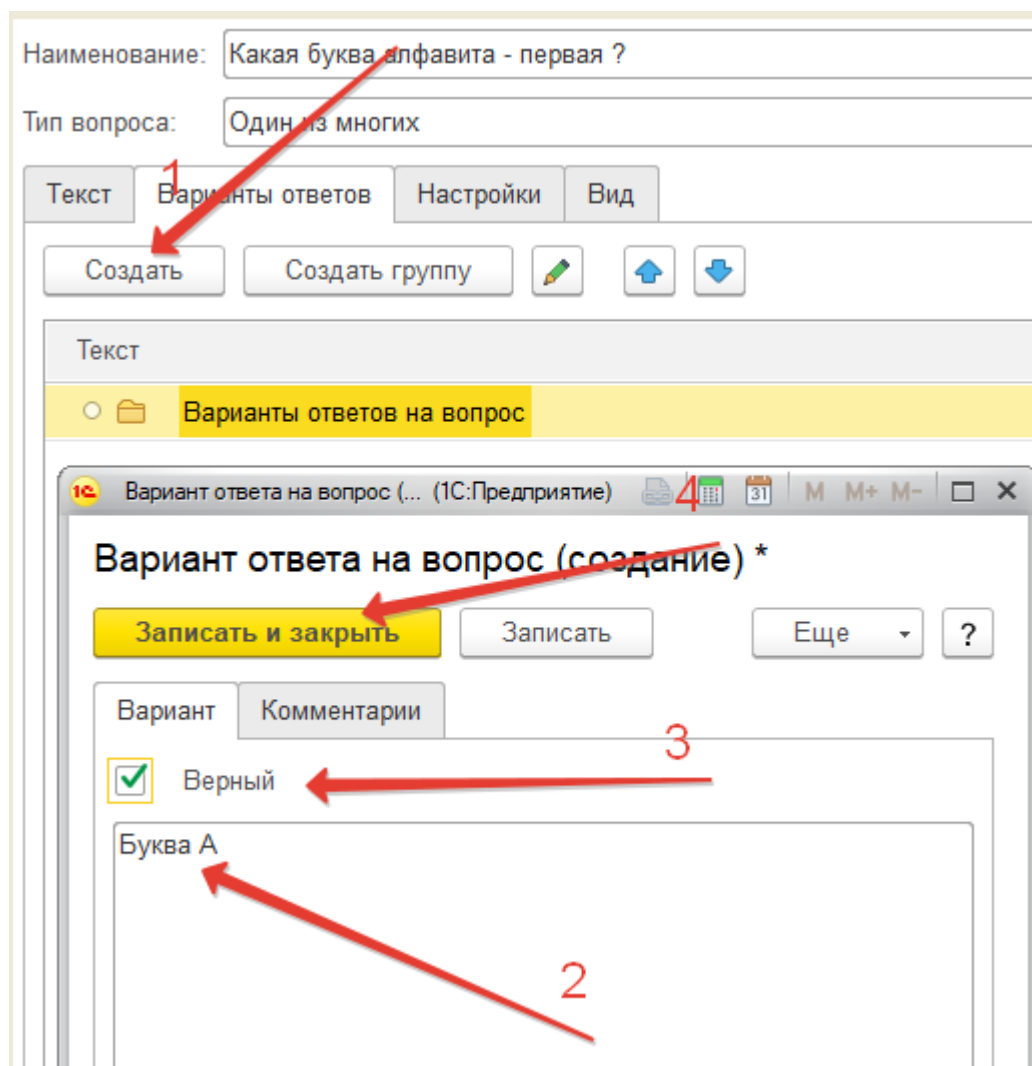 Наименование: Какая буква алфавита - первая ?
Тип вопроса: Один из многих
1
Текст Варианты ответов Настройки Вид
Создать Создать группу
Текст
Варианты ответов на вопрос
1С Вариант ответа на вопрос (... (1С:Предприятие) 4 31 M M+ M-
Вариант ответа на вопрос (создание) *
Записать и закрыть Записать Еще ?
Вариант Комментарии
3
Верный
Буква А
2